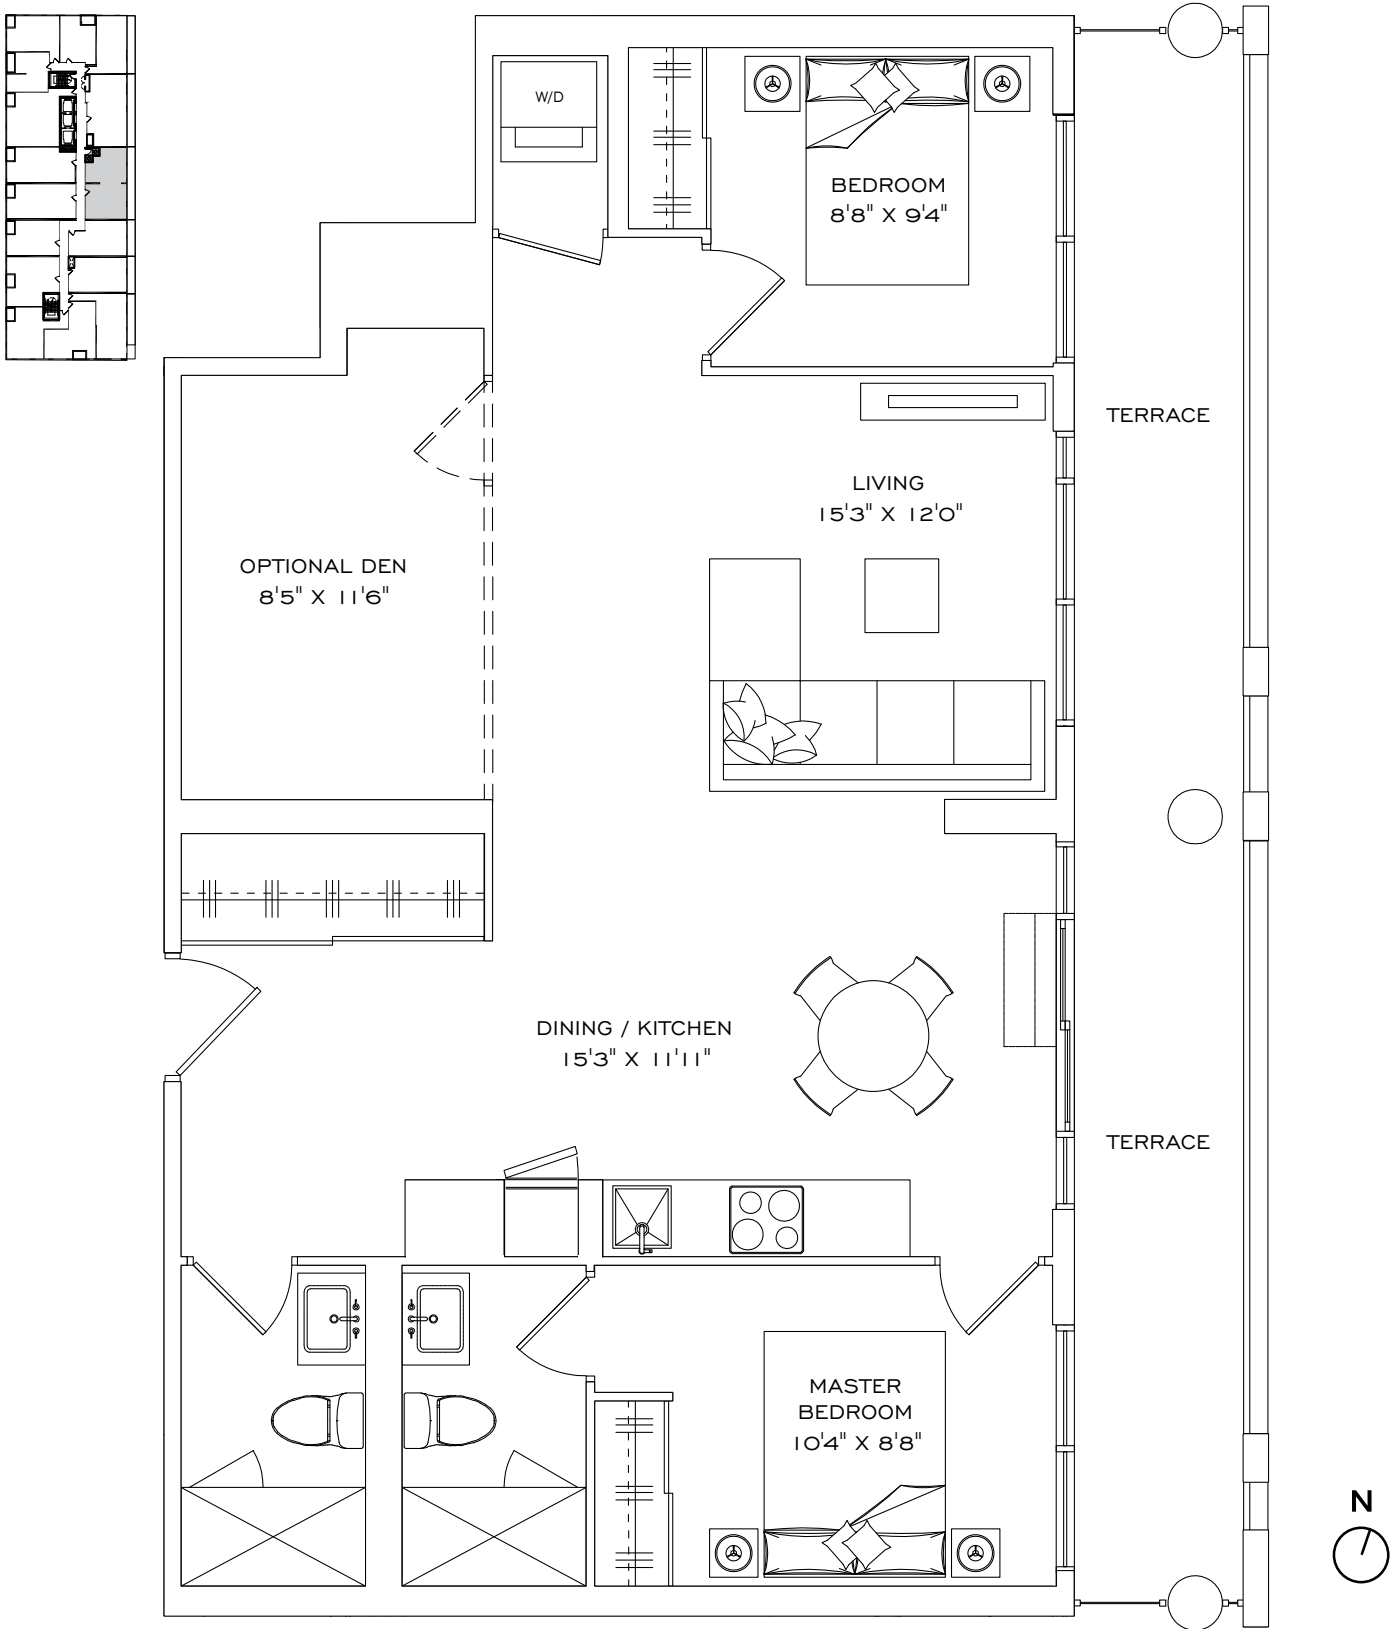 W/D
BEDROOM
8'8" X 9'4"
TERRACE
LIVING
15'3" X 12'0"
OPTIONAL DEN
8'5" X 11'6"
DINING / KITCHEN
15'3" X 11'11"
TERRACE
MASTER
BEDROOM
10'4" X 8'8"
N